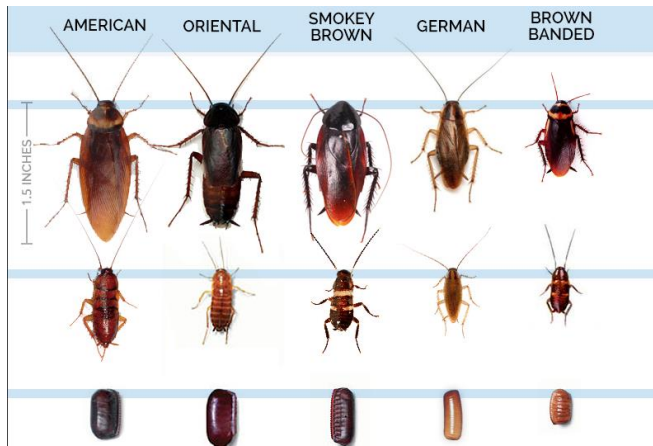 AMERICAN
ORIENTAL
SMOKEY
BROWN
GERMAN
BROWN
BANDED
1.5 INCHES